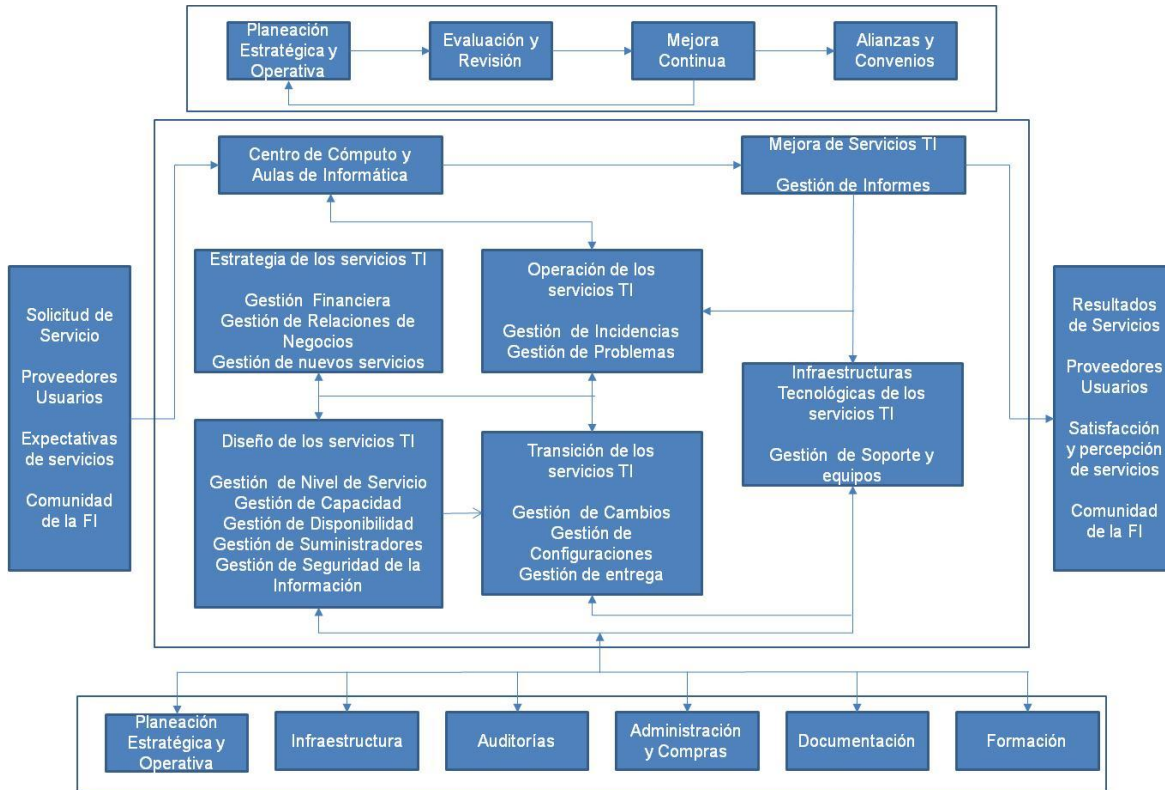 Planeación
Estratégica y
Operativa
Evaluación y
Revisión
Mejora
Continua
Alianzas y
Convenios
Centro de Cómputo y
Aulas de Informática
Mejora de Servicios TI
Gestión de Informes
Solicitud de
Servicio
Proveedores
Usuarios
Expectativas
de servicios
Comunidad
de la FI
Estrategia de los servicios TI
Gestión Financiera
Gestión de Relaciones de
Negocios
Gestión de nuevos servicios
Operación de los
servicios TI
Gestión de Incidencias
Gestión de Problemas
Infraestructuras
Tecnológicas de los
servicios TI
Gestión de Soporte y
equipos
Resultados
de Servicios
Proveedores
Usuarios
Satisfacción
y percepción
de servicios
Comunidad
de la FI
Diseño de los servicios TI
Gestión de Nivel de Servicio
Gestión de Capacidad
Gestión de Disponibilidad
Gestión de Suministradores
Gestión de Seguridad de la
Información
Transición de los
servicios TI
Gestión de Cambios
Gestión de
Configuraciones
Gestión de entrega
Planeación
Estratégica y
Operativa
Infraestructura
Auditorías
Administración
y Compras
Documentación
Formación